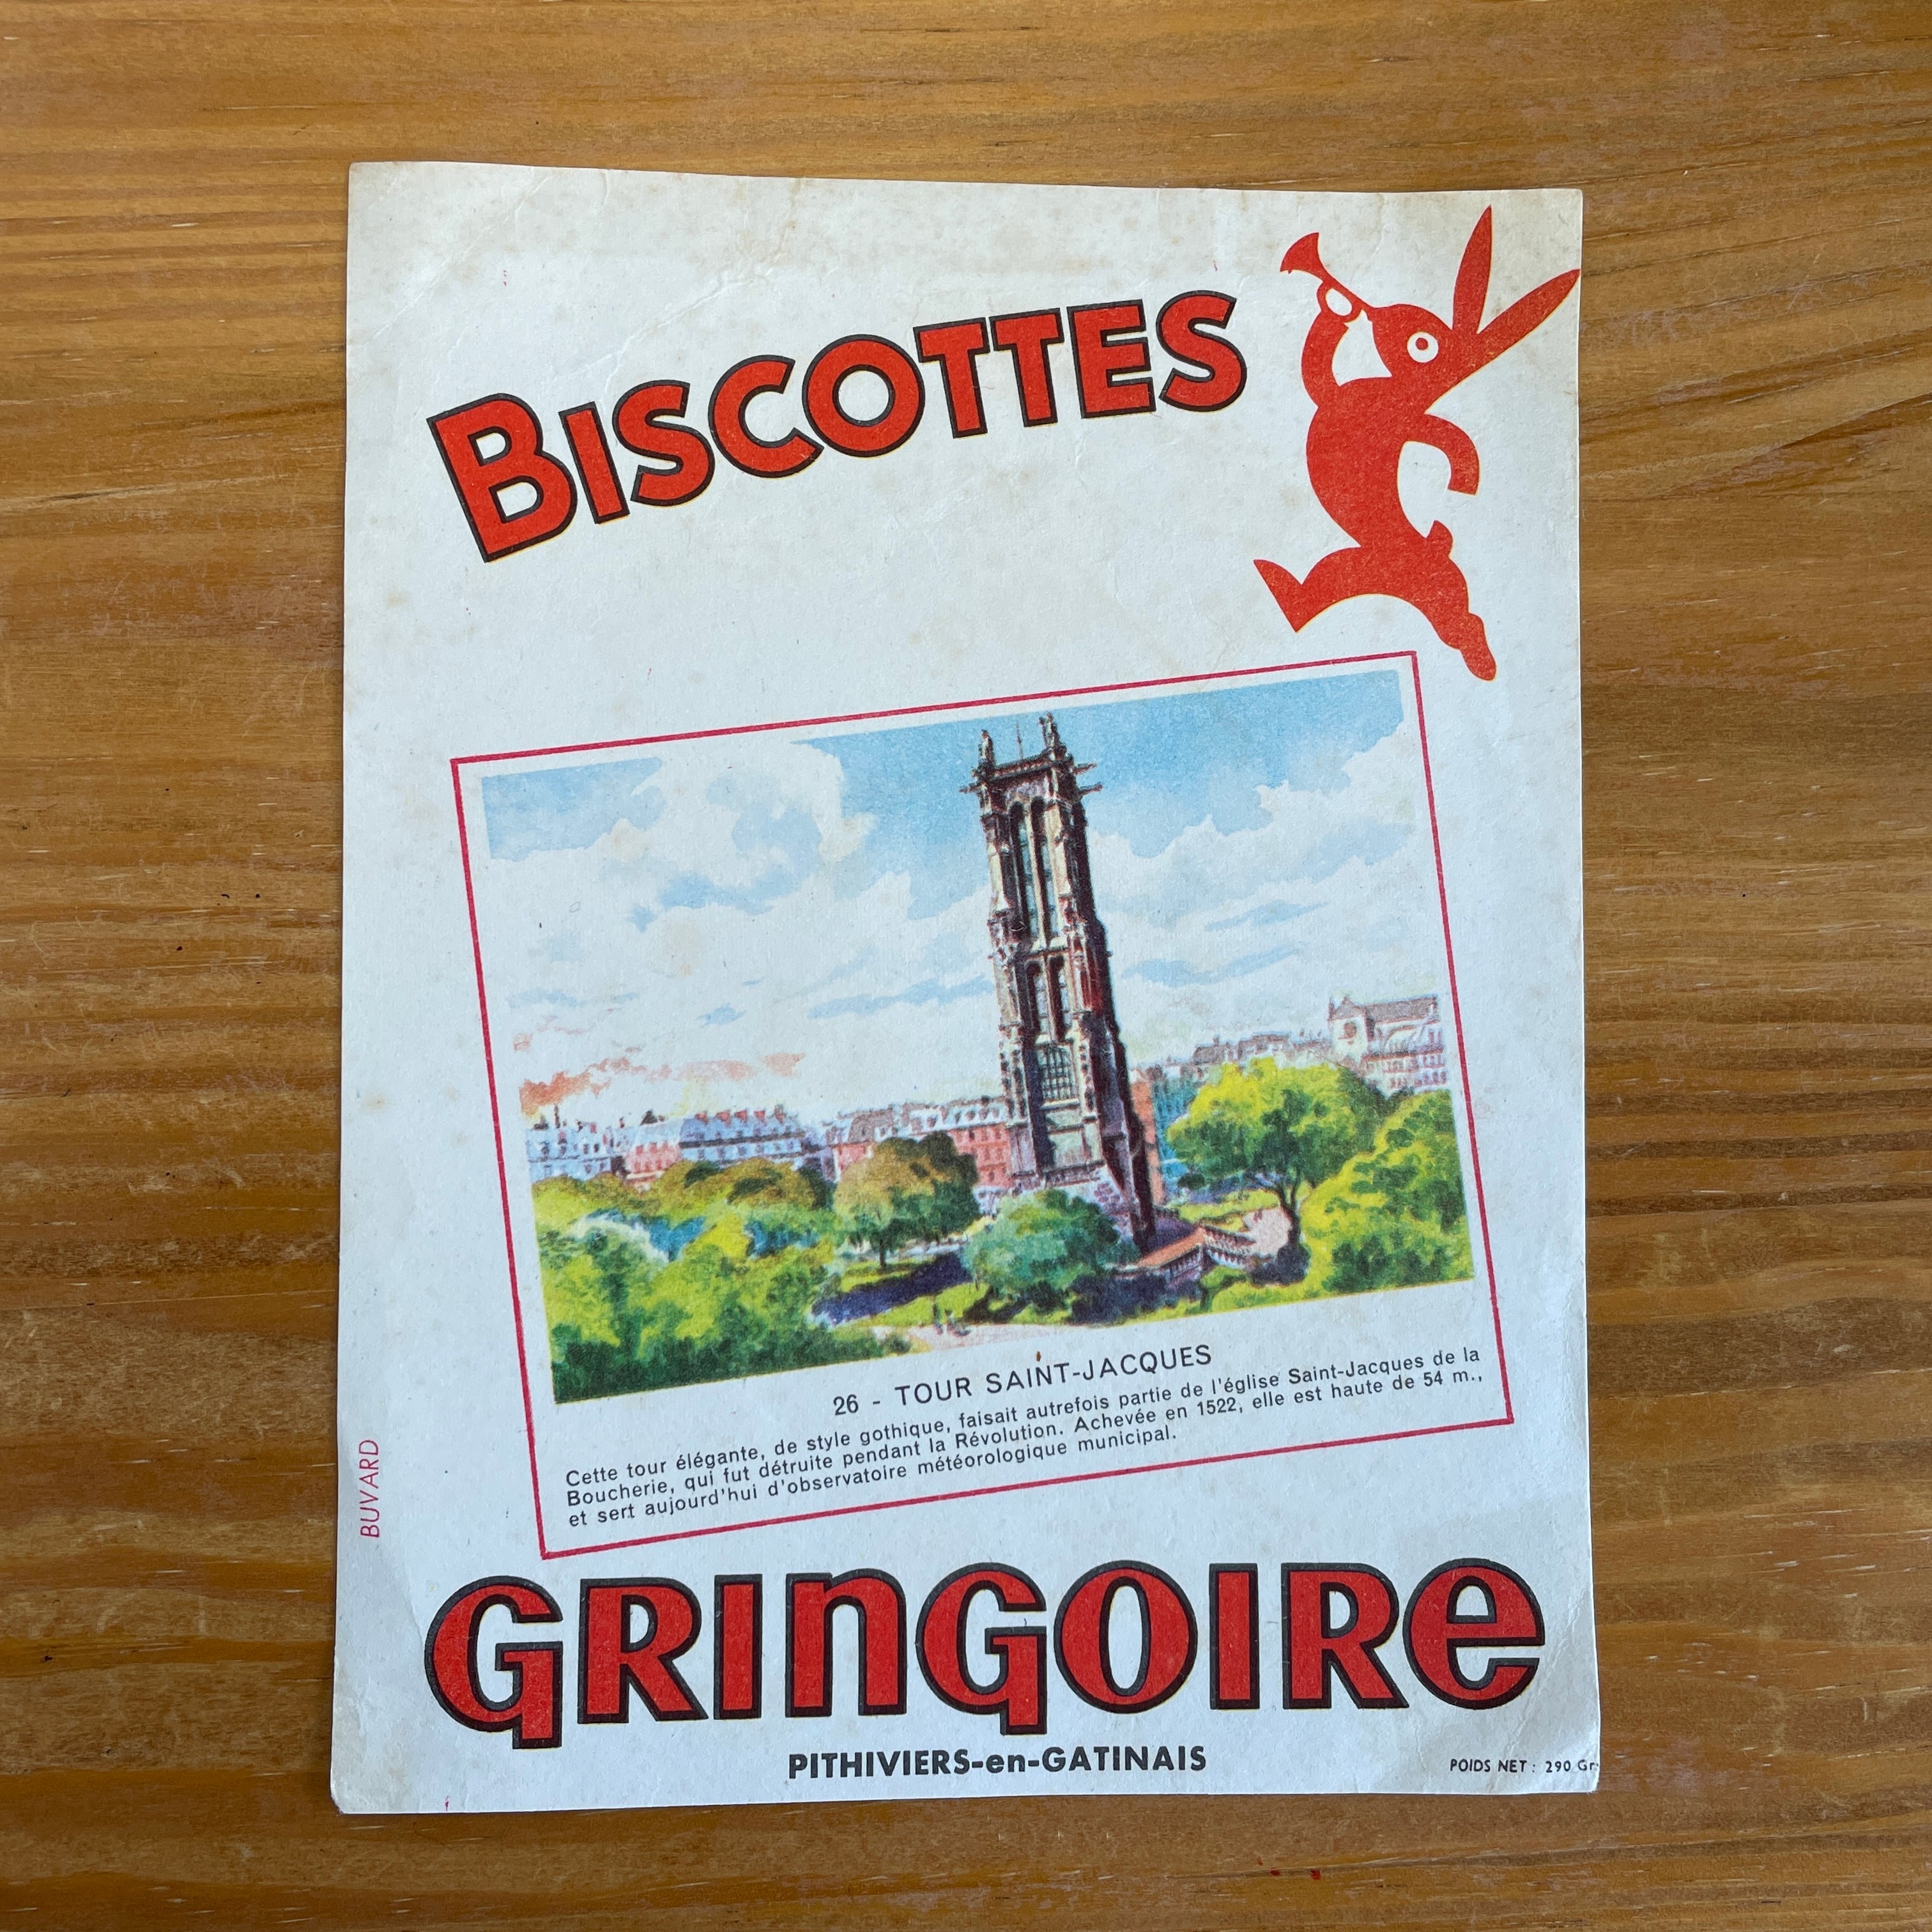 BISCOTTES
26 - TOUR SAINT-JACQUES
Cette tour élégante, de style gothique, faisait autrefois partie de l'église Saint-Jacques de la
Boucherie, qui fut détruite pendant la Révolution. Achevée en 1522, elle est haute de 54 m.,
et sert aujourd'hui d'observatoire météorologique municipal.
BUVARD
GRINGOIRE
PITHIVIERS-en-GATINAIS
POIDS NET : 290 Gr